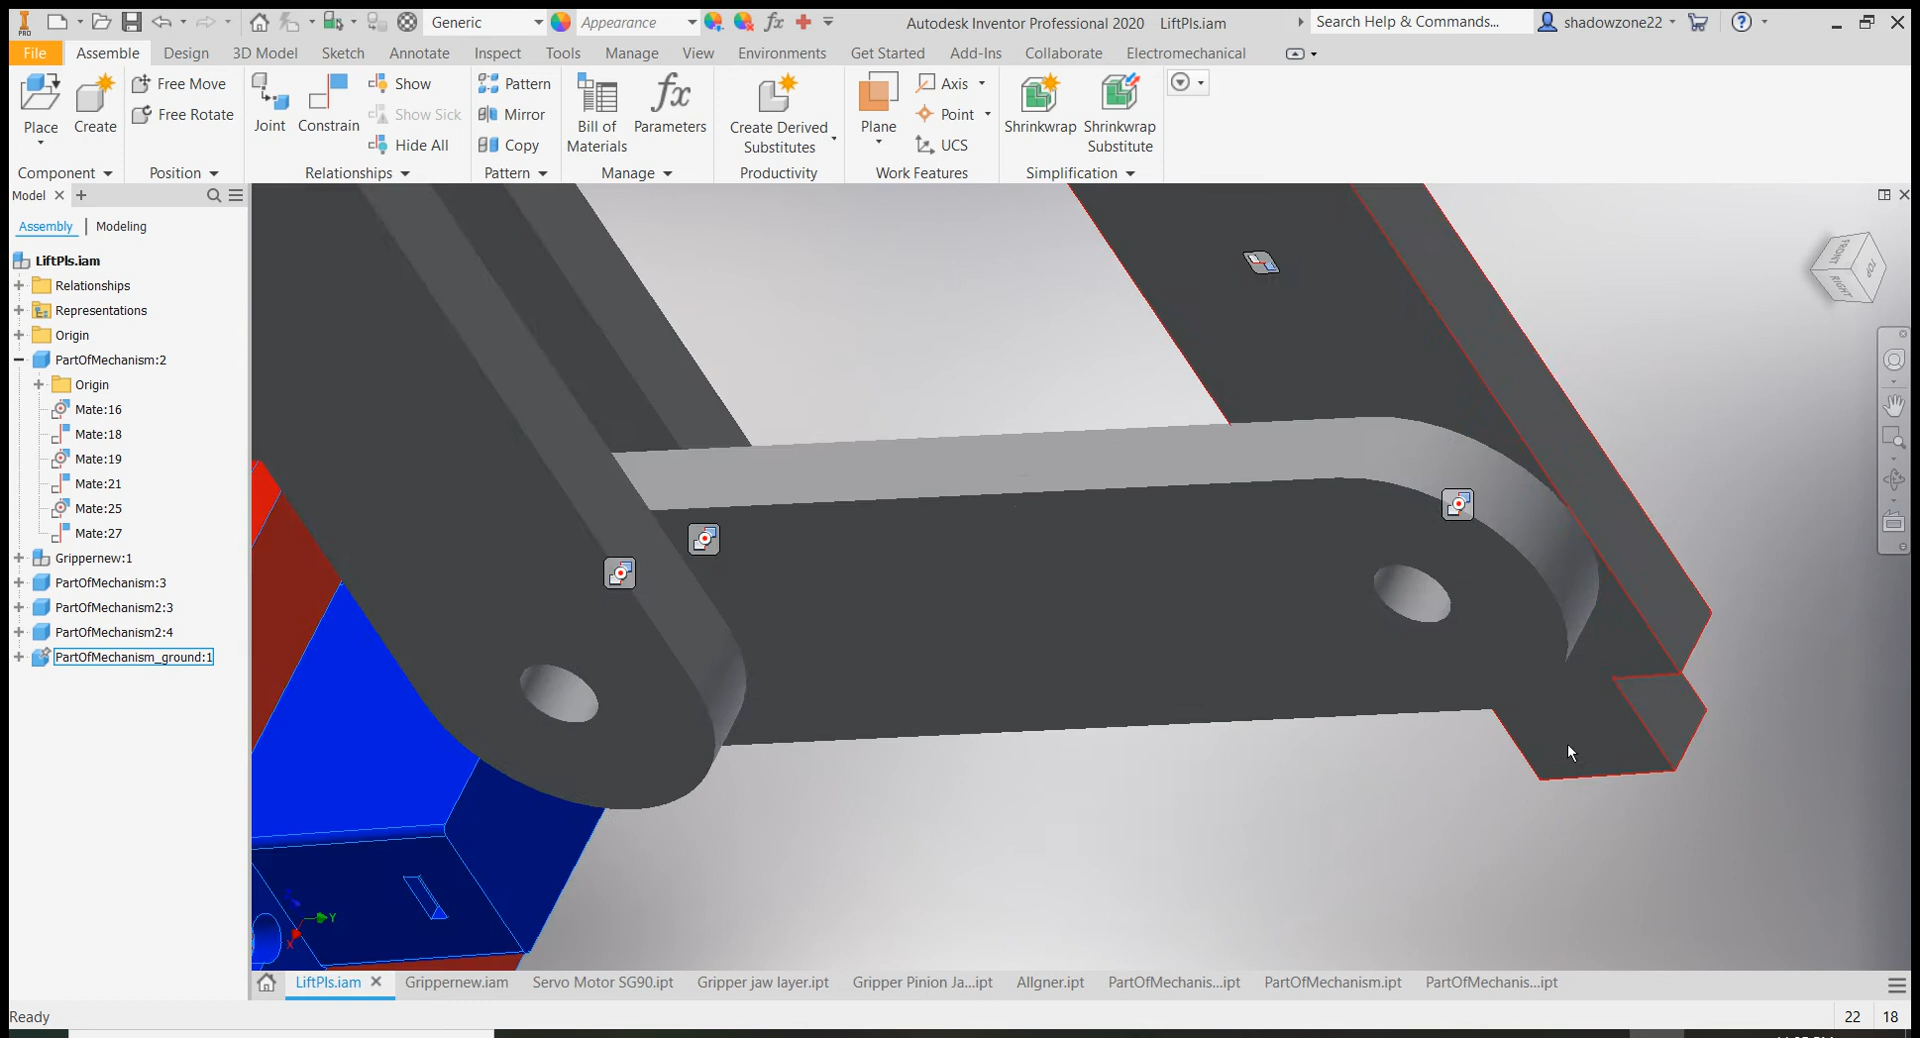 PRO
Generic
Appearance
Autodesk Inventor Professional 2020 LiftPls.iam
Search Help & Commands...
shadowzone22
File Assemble Design 3D Model Sketch Annotate Inspect Tools Manage View Environments Get Started Add-Ins Collaborate Electromechanical
Place
Create
Free Move
Free Rotate
Joint
Constrain
Show
Show Sick
Hide All
Pattern
Mirror
Copy
Bill of
Materials
Parameters
Create Derived
Substitutes
Plane
Axis
Point
UCS
Shrinkwrap
Shrinkwrap
Substitute
Component Position Relationships Pattern Manage Productivity Work Features Simplification
Model
Assembly Modeling
LiftPls.iam
Relationships
Representations
Origin
PartOfMechanism:2
Origin
Mate:16
Mate:18
Mate:19
Mate:21
Mate:25
Mate:27
Grippernew:1
PartOfMechanism:3
PartOfMechanism2:3
PartOfMechanism2:4
PartOfMechanism_ground:1
FRONT
TOP
RIGHT
Y
X
LiftPls.iam Grippernew.iam Servo Motor SG90.ipt Gripper jaw layer.ipt Gripper Pinion Ja...ipt Allgner.ipt PartOfMechanis...ipt PartOfMechanism.ipt PartOfMechanis...ipt
Ready
22 18